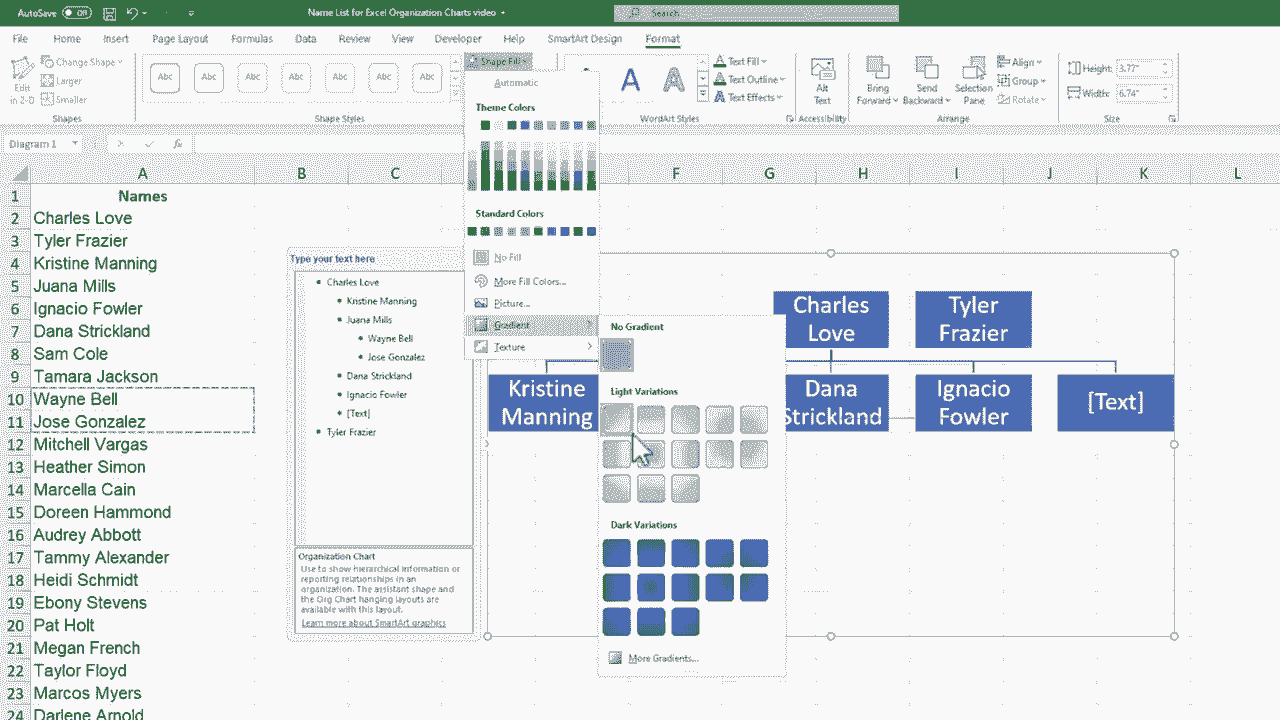 AutoSave Off Name List for Excel Organization Charts video Search
File Home Insert Page Layout Formulas Data Review View Developer Help SmartArt Design Format
Change Shape
Larger
Smaller
Shapes
Abc Abc Abc Abc Abc Abc
Shape Styles
Shape Fill
A A
Text Fill
Text Outline
Text Effects
WordArt Styles
Alt Text
Accessibility
Bring Forward
Send Backward
Selection Pane
Align
Group
Rotate
Arrange
Height: 3.77"
Width: 6.74"
Size
Diagram 1 fx
A B C F G H I J K L
1 Names
2 Charles Love
3 Tyler Frazier
4 Kristine Manning
5 Juana Mills
6 Ignacio Fowler
7 Dana Strickland
8 Sam Cole
9 Tamara Jackson
10 Wayne Bell
11 Jose Gonzalez
12 Mitchell Vargas
13 Heather Simon
14 Marcella Cain
15 Doreen Hammond
16 Audrey Abbott
17 Tammy Alexander
18 Heidi Schmidt
19 Ebony Stevens
20 Pat Holt
21 Megan French
22 Taylor Floyd
23 Marcos Myers
24 Darlene Arnold
Type your text here
Charles Love
Kristine Manning
Juana Mills
Wayne Bell
Jose Gonzalez
Dana Strickland
Ignacio Fowler
[Text]
Tyler Frazier
Organization Chart
Use to show hierarchical information or
reporting relationships in an
organization. The assistant shape and
the Org Chart hanging layouts are
available with this layout.
Learn more about SmartArt graphics
Automatic
Theme Colors
Standard Colors
No Fill
More Fill Colors...
Picture...
Gradient
Texture
No Gradient
Light Variations
Dark Variations
More Gradients...
Charles
Love
Tyler
Frazier
Kristine
Manning
Dana
Strickland
Ignacio
Fowler
[Text]